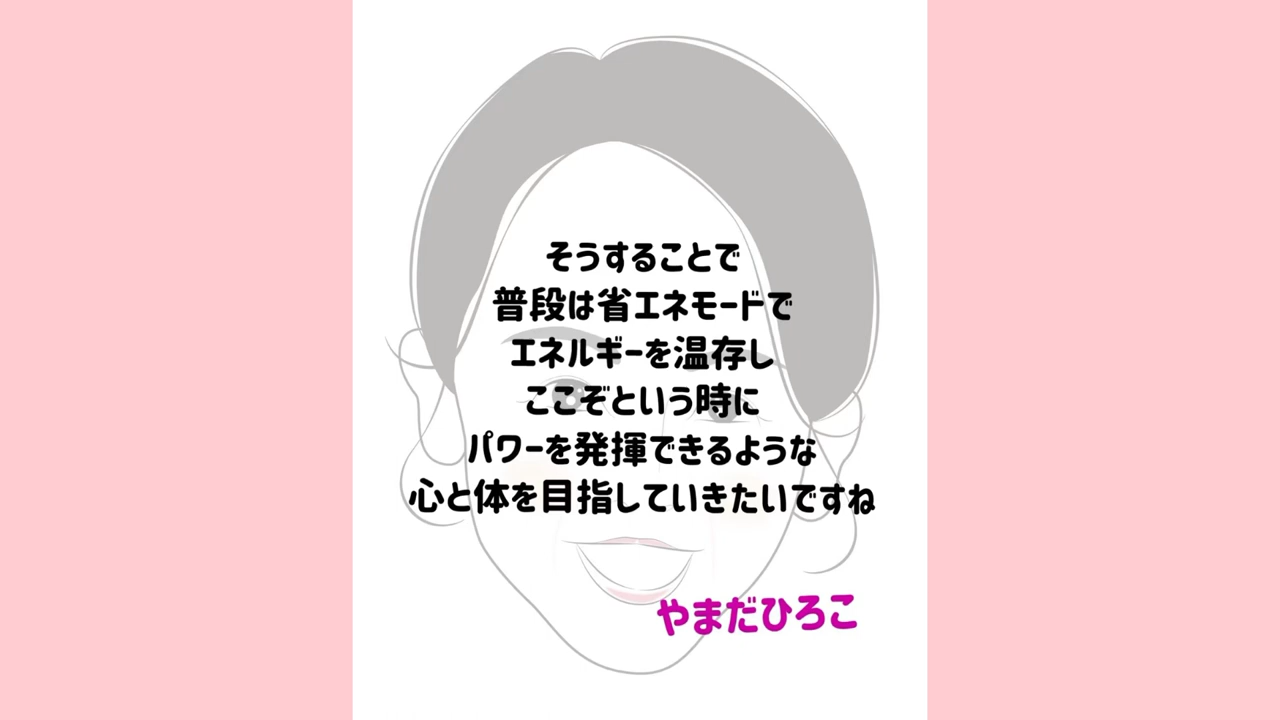 そうすることで
普段は省エネモードで
エネルギーを温存し
ここぞという時に
パワーを発揮できるような
心と体を目指していきたいですね
やまだひろこ